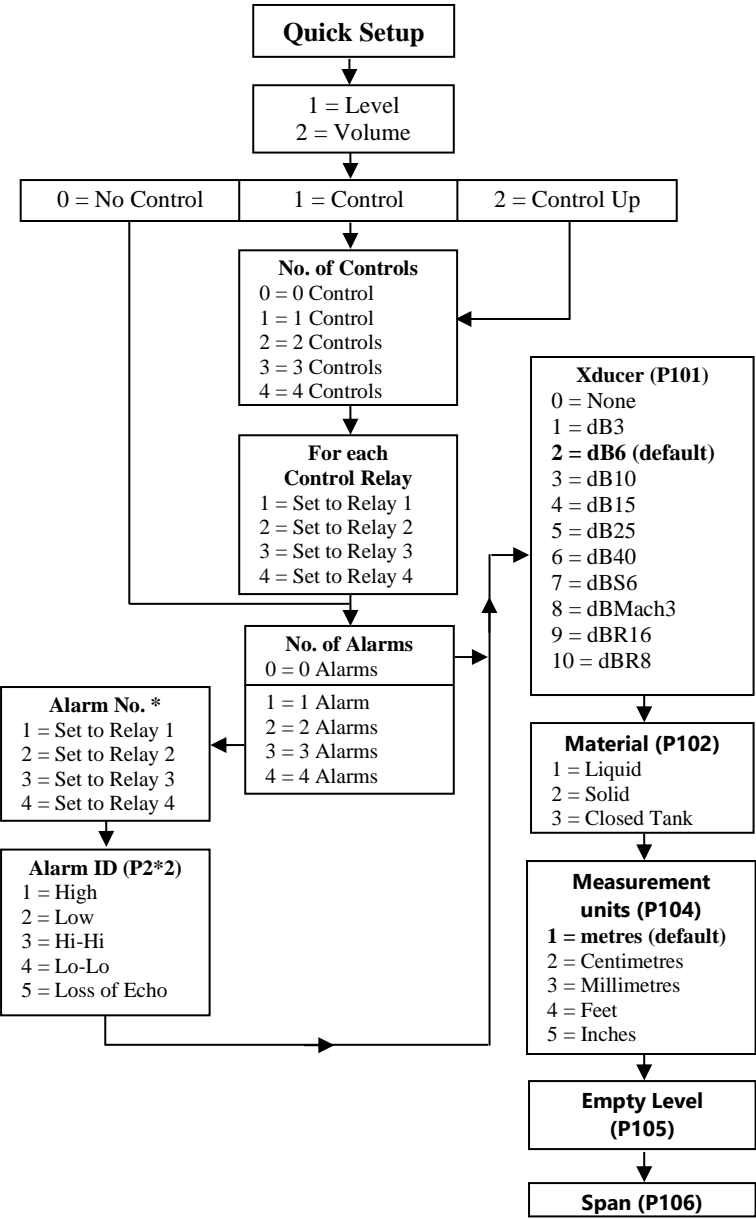 Quick Setup
1 = Level
2 = Volume
0 = No Control
1 = Control
2 = Control Up
No. of Controls
0 = 0 Control
1 = 1 Control
2 = 2 Controls
3 = 3 Controls
4 = 4 Controls
For each
Control Relay
1 = Set to Relay 1
2 = Set to Relay 2
3 = Set to Relay 3
4 = Set to Relay 4
No. of Alarms
0 = 0 Alarms
1 = 1 Alarm
2 = 2 Alarms
3 = 3 Alarms
4 = 4 Alarms
Alarm No. *
1 = Set to Relay 1
2 = Set to Relay 2
3 = Set to Relay 3
4 = Set to Relay 4
Alarm ID (P2*2)
1 = High
2 = Low
3 = Hi-Hi
4 = Lo-Lo
5 = Loss of Echo
Xducer (P101)
0 = None
1 = dB3
2 = dB6 (default)
3 = dB10
4 = dB15
5 = dB25
6 = dB40
7 = dBS6
8 = dBMach3
9 = dBR16
10 = dBR8
Material (P102)
1 = Liquid
2 = Solid
3 = Closed Tank
Measurement
units (P104)
1 = metres (default)
2 = Centimetres
3 = Millimetres
4 = Feet
5 = Inches
Empty Level
(P105)
Span (P106)